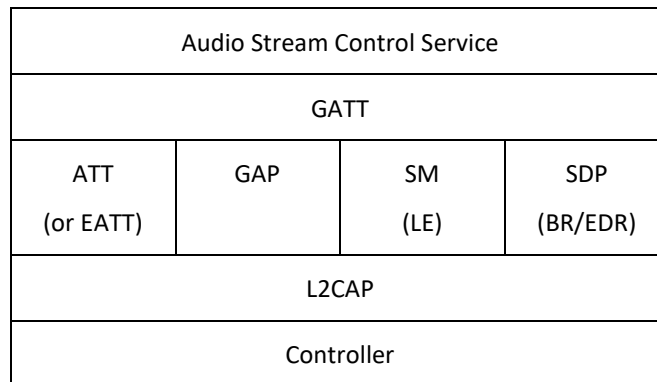 Audio Stream Control Service
GATT
ATT
(or EATT)
GAP
SM
(LE)
SDP
(BR/EDR)
L2CAP
Controller